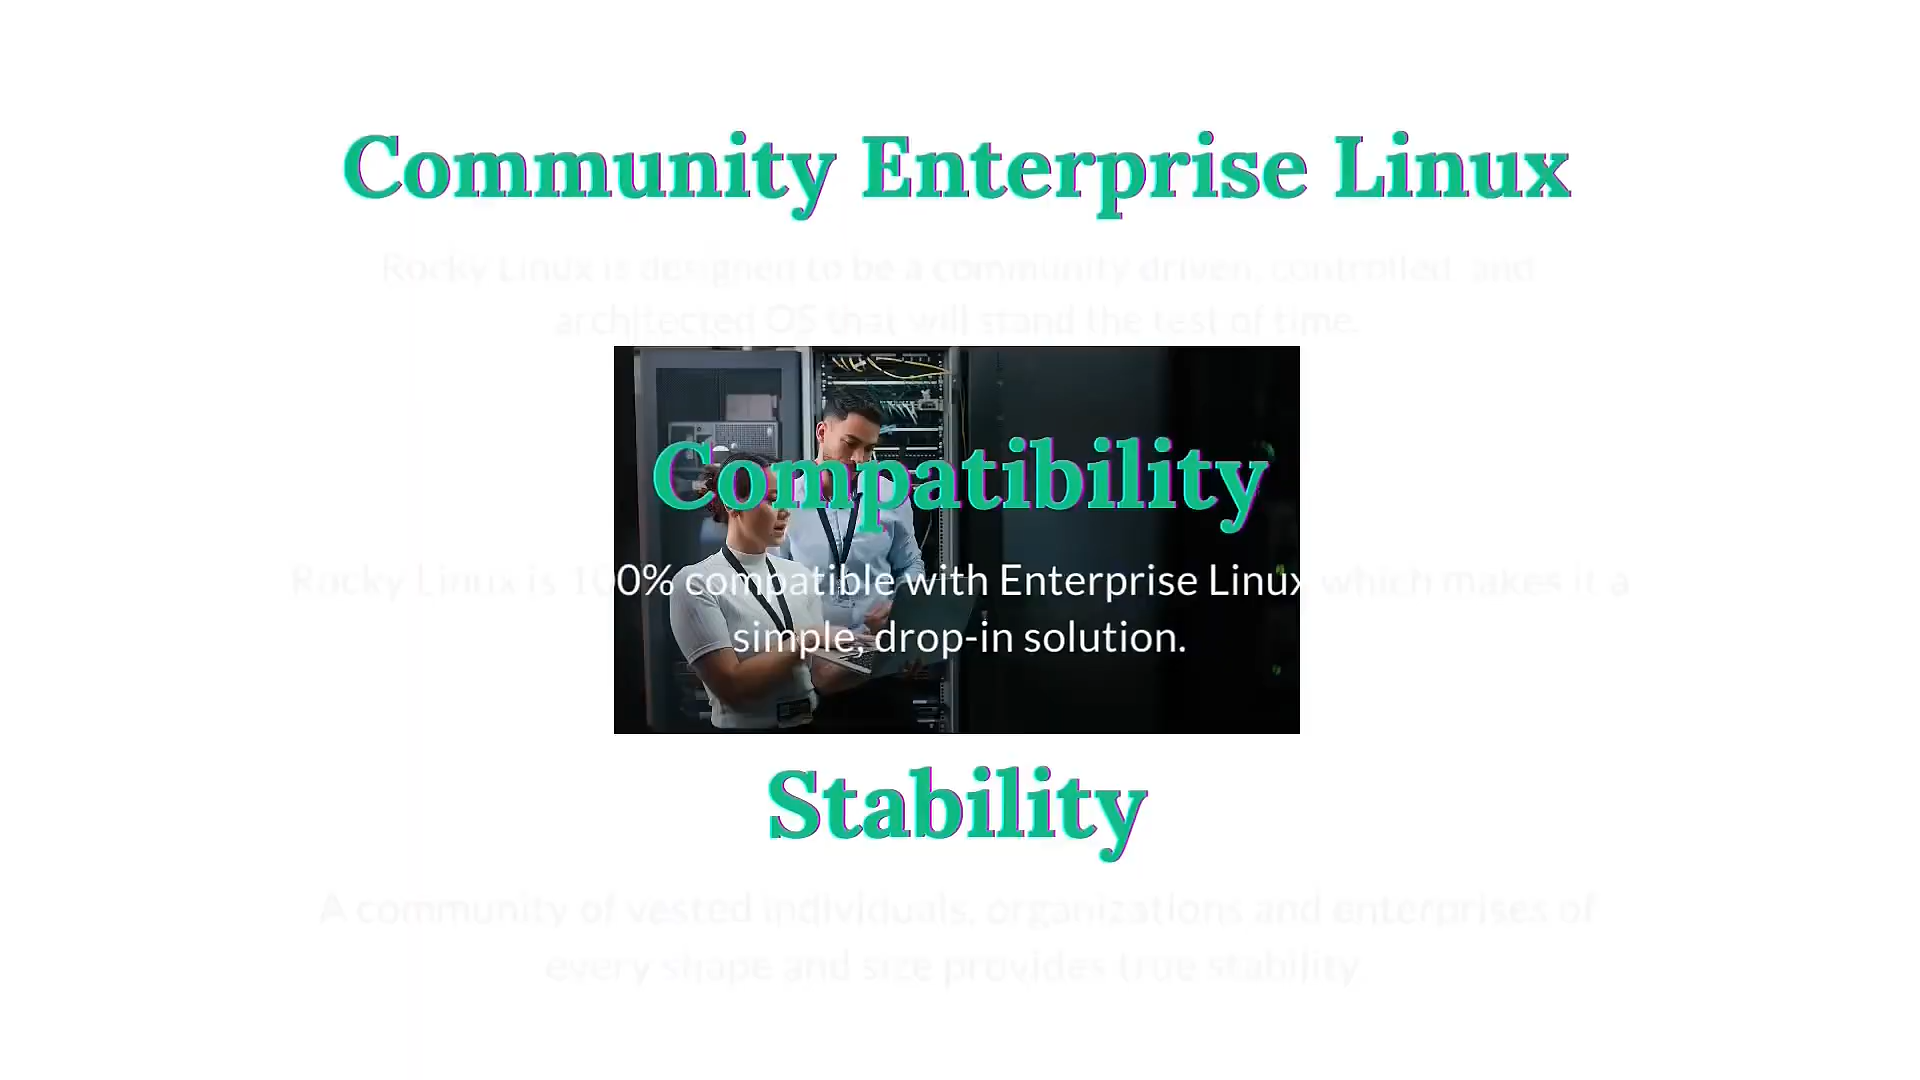 Community Enterprise Linux
Rocky Linux is designed to be a community driven, controlled, and
architected OS that will stand the test of time.
Compatibility
Rocky Linux is 100% compatible with Enterprise Linux which makes it a
simple, drop-in solution.
Stability
A community of vested individuals, organizations and enterprises of
every shape and size provides true stability.